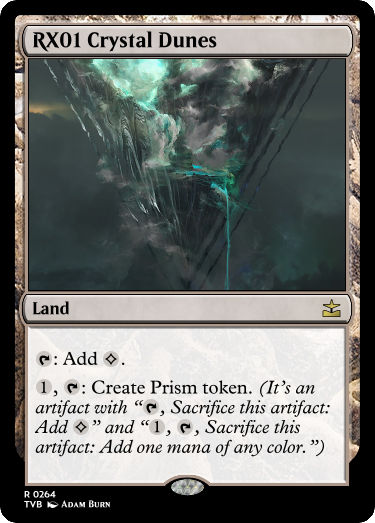 RX01 Crystal Dunes
Land
: Add .
1, : Create Prism token. (It's an
artifact with “, Sacrifice this artifact:
Add ” and “1, , Sacrifice this
artifact: Add one mana of any color.”)
R 0264
TVB Adam Burn